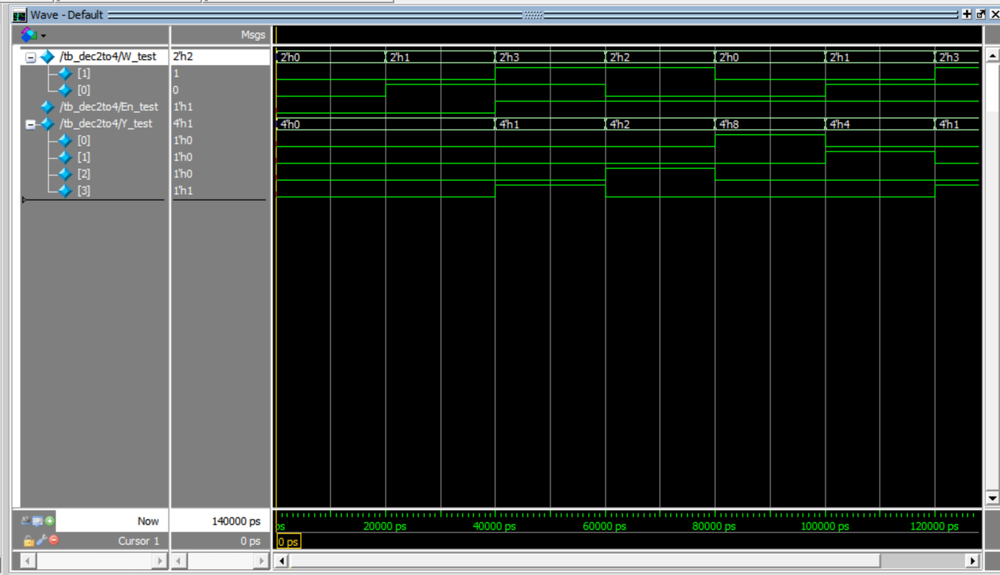 Wave - Default
Msgs
/tb_dec2to4/W_test 2'h2 2'h0 2'h1 2'h3 2'h2 2'h0 2'h1 2'h3
[1] 1
[0] 0
/tb_dec2to4/En_test 1'h1
/tb_dec2to4/Y_test 4'h1 4'h0 4'h1 4'h2 4'h8 4'h4 4'h1
[0] 1'h0
[1] 1'h0
[2] 1'h0
[3] 1'h1
Now 140000 ps ps 20000 ps 40000 ps 60000 ps 80000 ps 100000 ps 120000 ps
Cursor 1 0 ps 0 ps